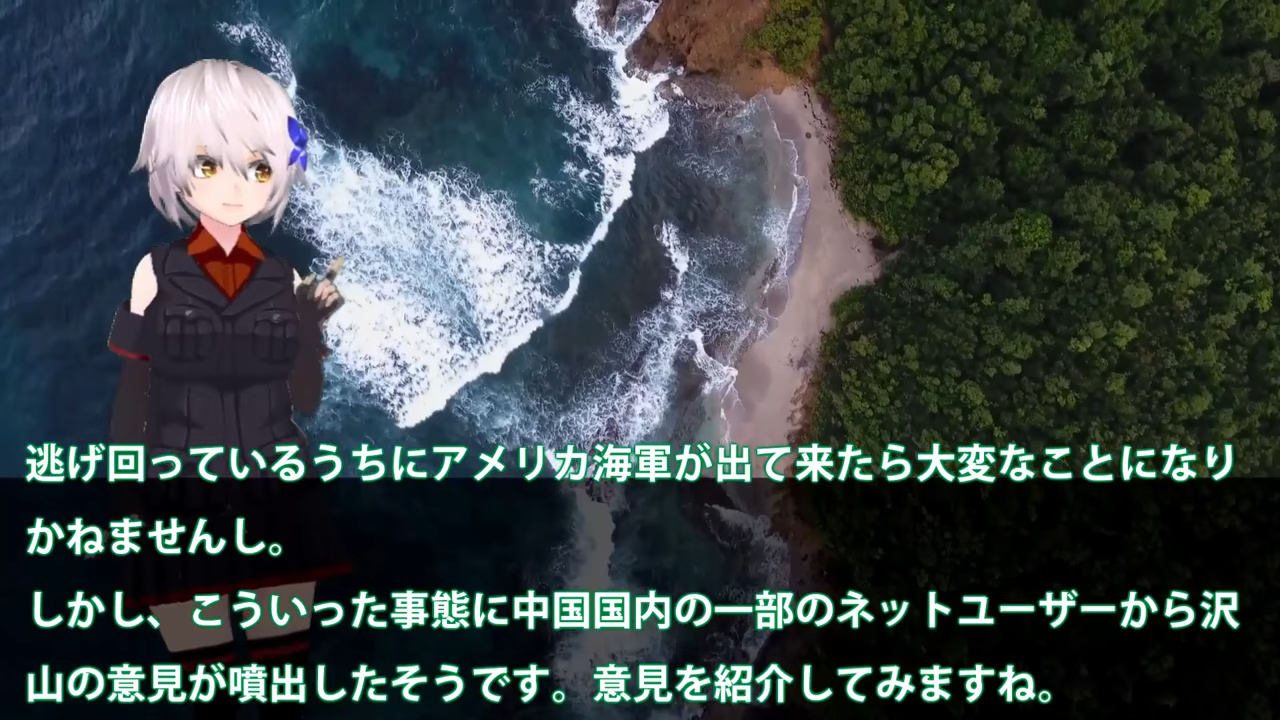 逃げ回っているうちにアメリカ海軍が出て来たら大変なことになり
かねませんし。
しかし、こういった事態に中国国内の一部のネットユーザーから沢
山の意見が噴出したそうです。意見を紹介してみますね。